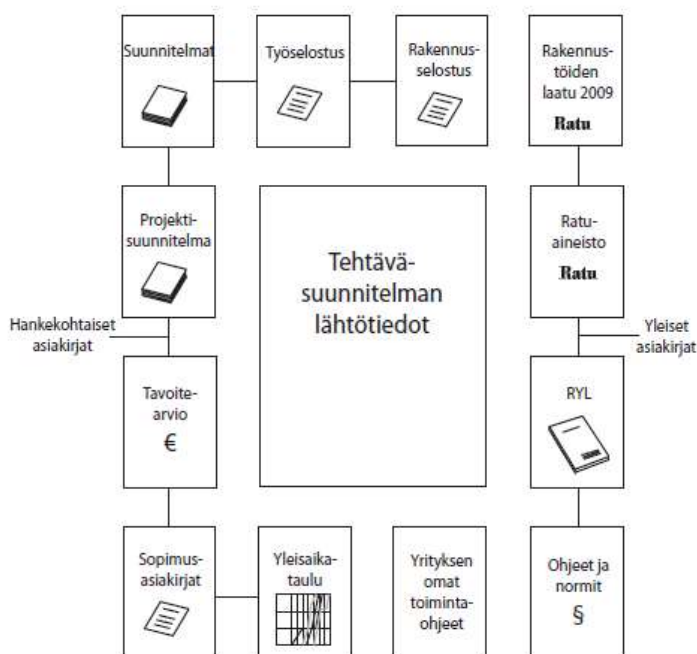 Suunnitelmat
Työselostus
Rakennus-
selostus
Rakennus-
töiden
laatu 2009
Ratu
Projekti-
suunnitelma
Tehtävä-
suunnitelman
lähtötiedot
Ratu-
aineisto
Ratu
Hankekohtaiset
asiakirjat
Yleiset
asiakirjat
Tavoite-
arvio
€
RYL
Sopimus-
asiakirjat
Yleisaika-
taulu
Yrityksen
omat
toiminta-
ohjeet
Ohjeet ja
normit
§